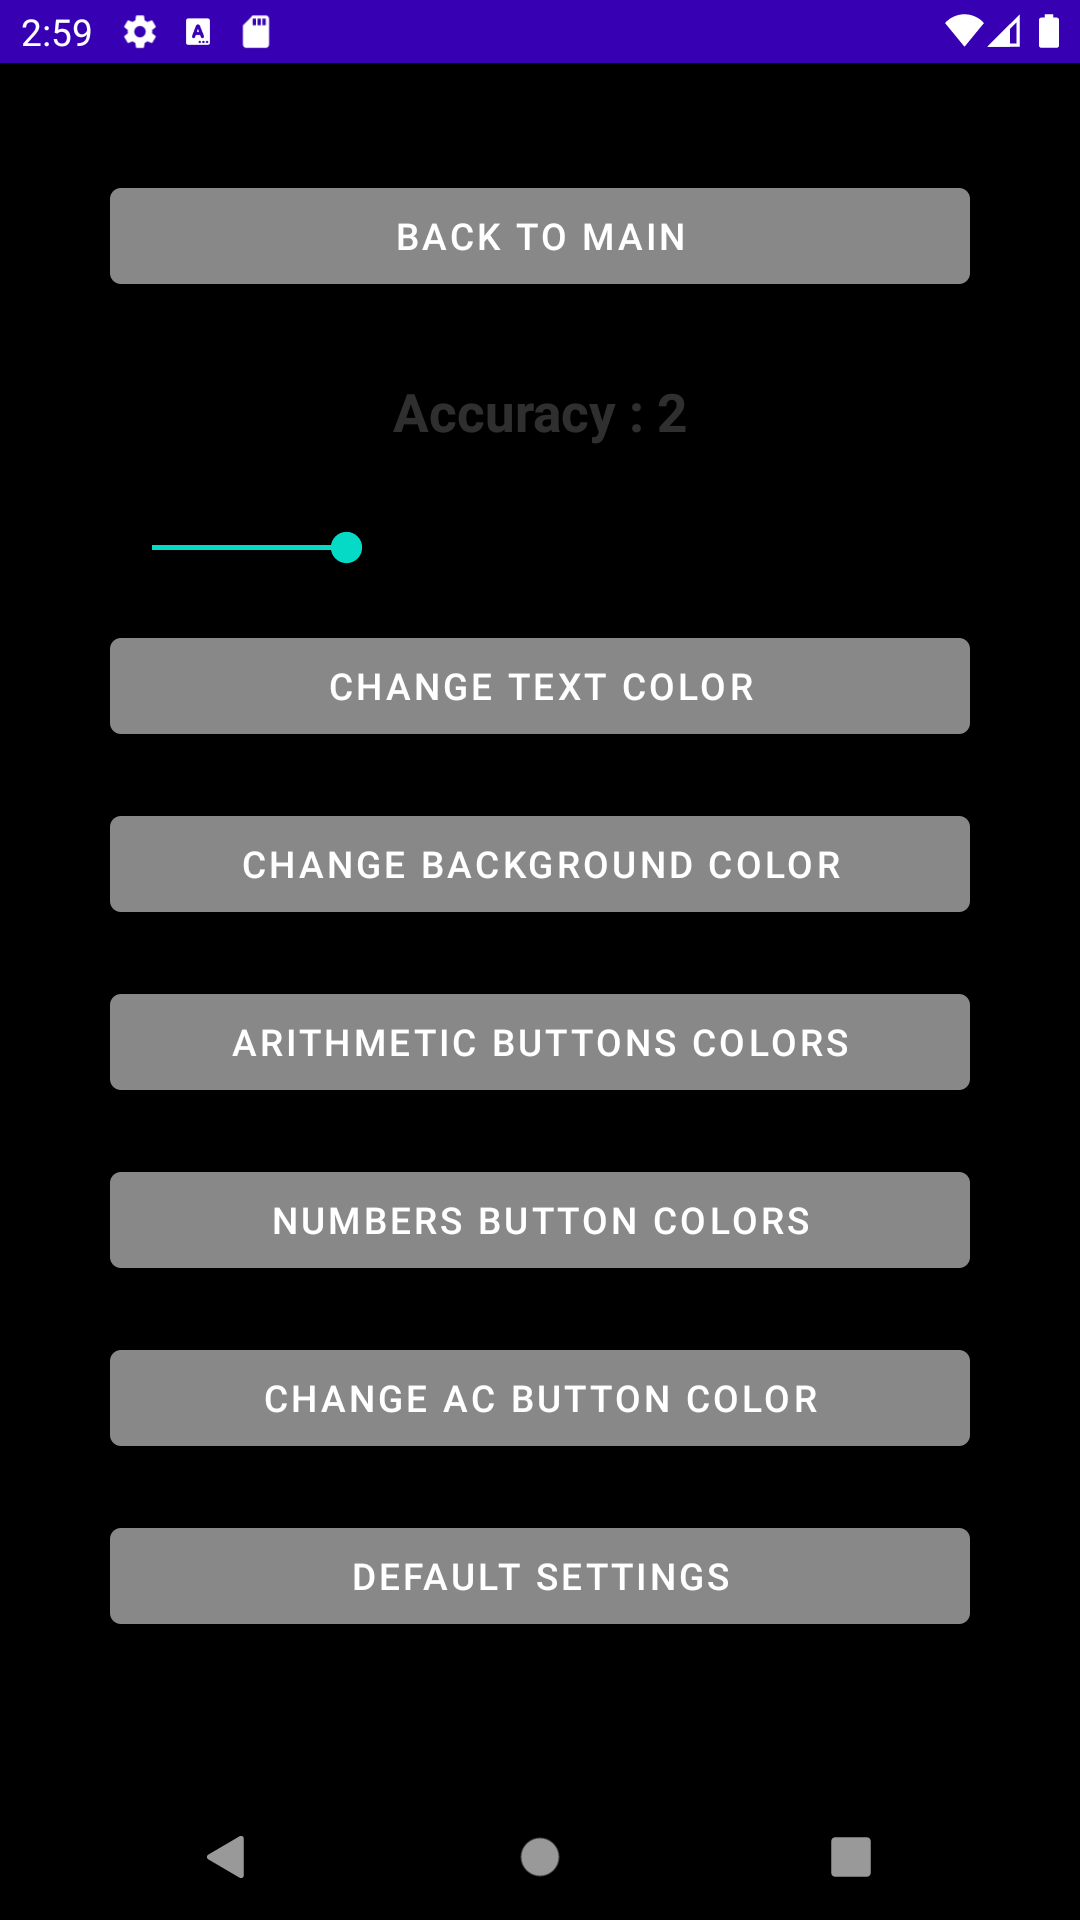 2:59
BACK TO MAIN
Accuracy : 2
CHANGE TEXT COLOR
CHANGE BACKGROUND COLOR
ARITHMETIC BUTTONS COLORS
NUMBERS BUTTON COLORS
CHANGE AC BUTTON COLOR
DEFAULT SETTINGS